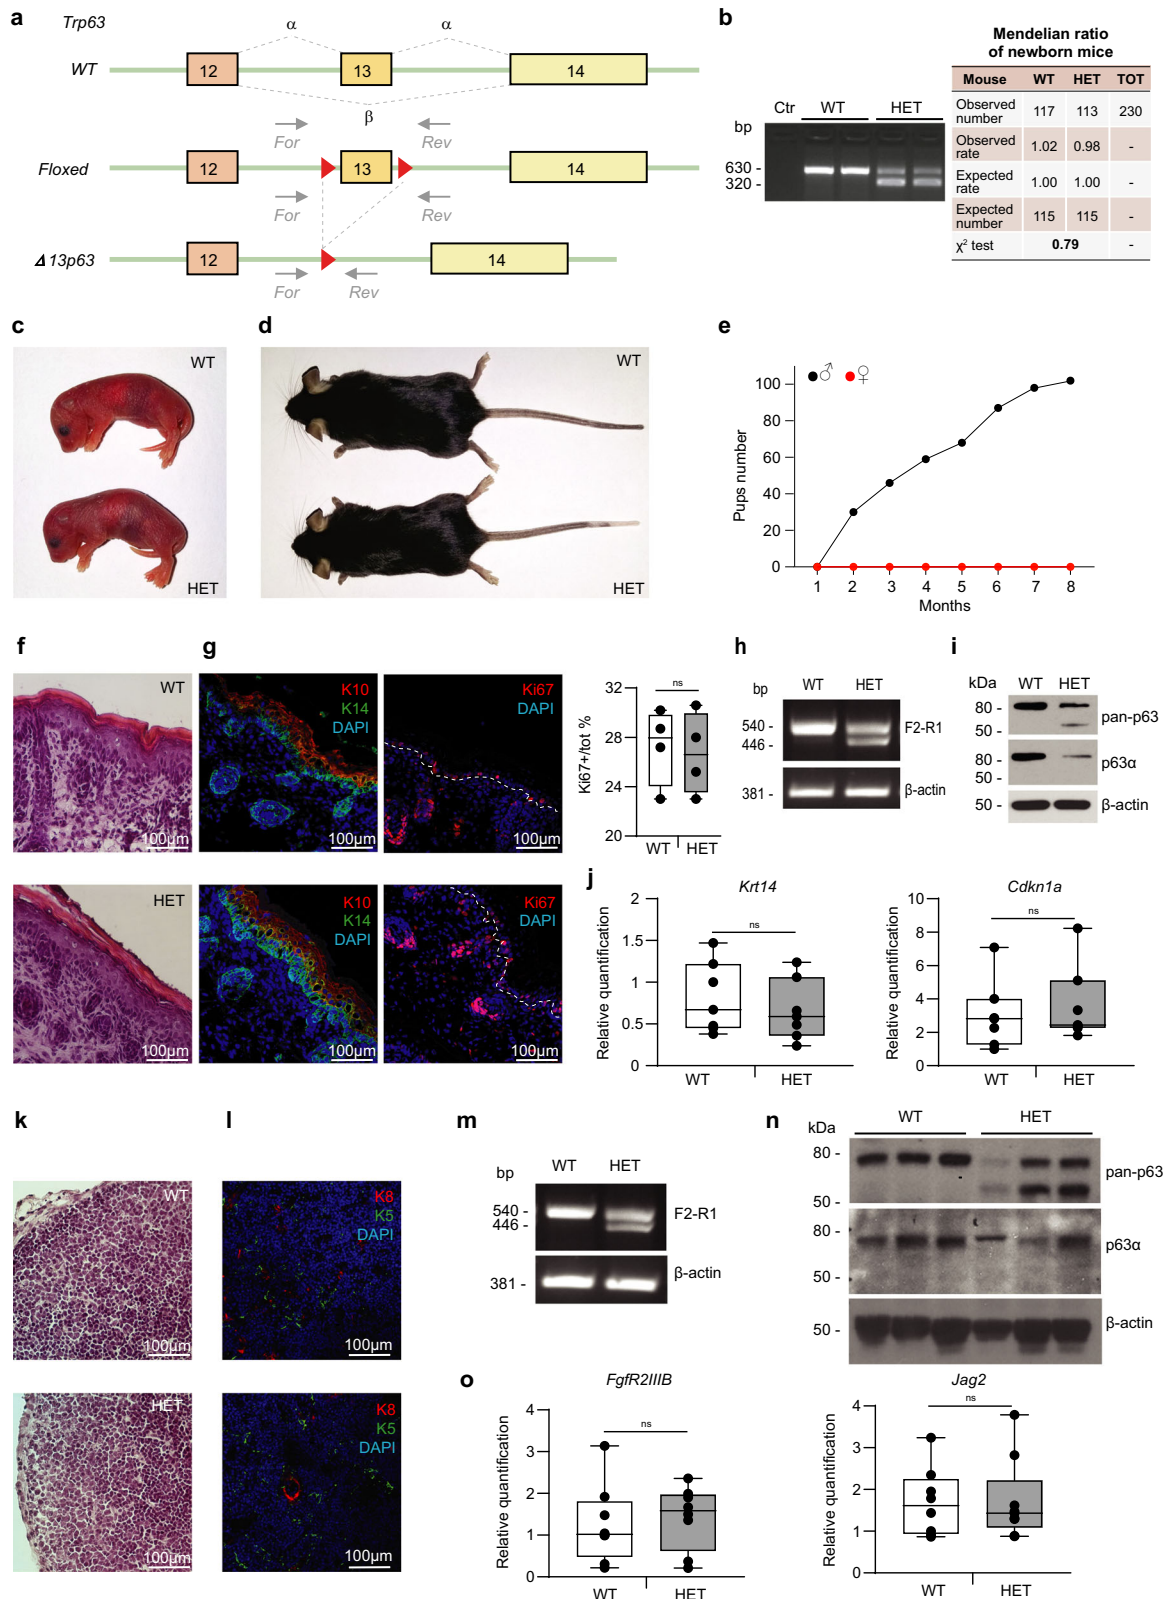 a
Trp63
α
α
WT
12
13
14
β
For
Rev
Floxed
12
13
14
For
Rev
Δ13p63
12
14
For
Rev
b
Ctr
WT
HET
bp
630 -
320 -
Mendelian ratio
of newborn mice
Mouse WT HET TOT
Observed number 117 113 230
Observed rate 1.02 0.98 -
Expected rate 1.00 1.00 -
Expected number 115 115 -
χ² test 0.79 -
c
WT
HET
d
WT
HET
e
♂ ♀
Pups number
100
80
60
40
20
0
1 2 3 4 5 6 7 8
Months
f
WT
100µm
HET
100µm
g
K10
K14
DAPI
100µm
Ki67
DAPI
100µm
K10
K14
DAPI
100µm
Ki67
DAPI
100µm
Ki67+/tot %
32
28
24
20
ns
WT HET
h
bp
WT HET
540 -
446 -
F2-R1
381 -
β-actin
i
kDa
WT HET
80 -
50 -
pan-p63
80 -
50 -
p63α
50 -
β-actin
j
Krt14
Relative quantification
2
1.5
1
0.5
0
ns
WT HET
Cdkn1a
Relative quantification
10
8
6
4
2
0
ns
WT HET
k
WT
100µm
HET
100µm
l
K8
K5
DAPI
100µm
K8
K5
DAPI
100µm
m
bp
WT HET
540 -
446 -
F2-R1
381 -
β-actin
n
kDa
WT HET
80 -
50 -
pan-p63
80 -
50 -
p63α
50 -
β-actin
o
FgfR2IIIB
Relative quantification
4
3
2
1
0
ns
WT HET
Jag2
Relative quantification
4
3
2
1
0
ns
WT HET